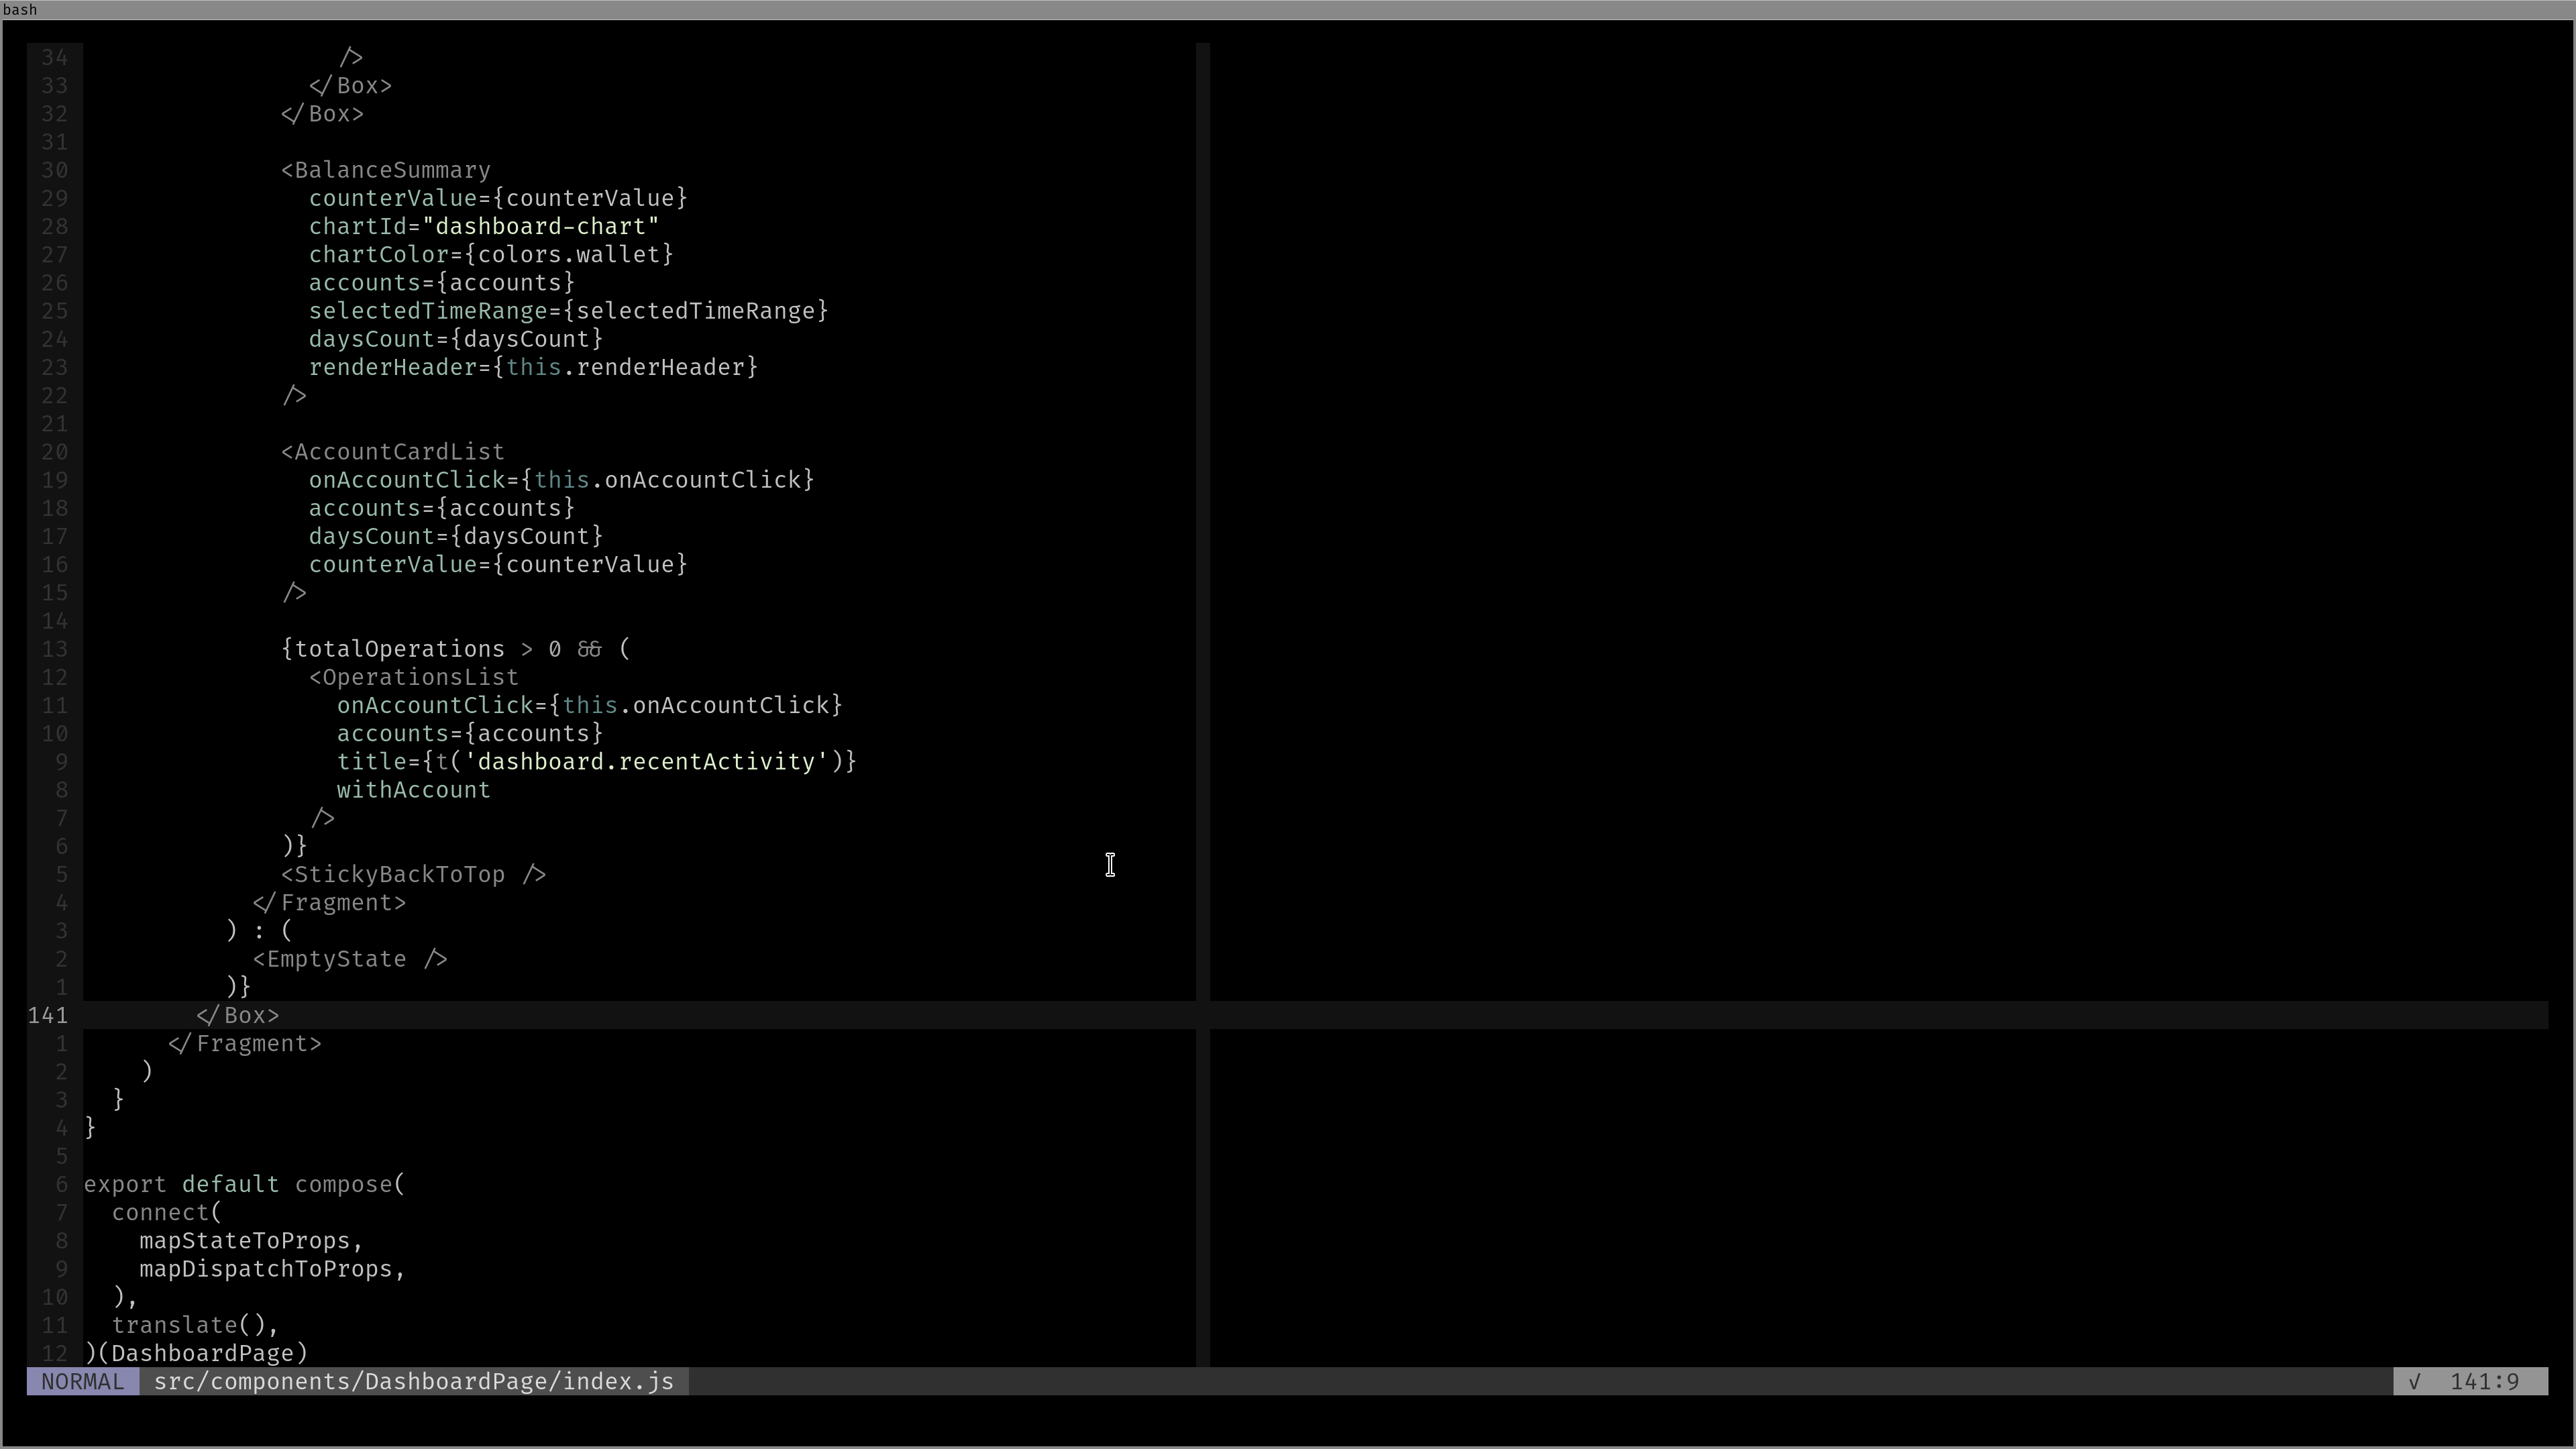 bash
34                   />
33                 </Box>
32               </Box>
31
30               <BalanceSummary
29                 counterValue={counterValue}
28                 chartId="dashboard-chart"
27                 chartColor={colors.wallet}
26                 accounts={accounts}
25                 selectedTimeRange={selectedTimeRange}
24                 daysCount={daysCount}
23                 renderHeader={this.renderHeader}
22               />
21
20               <AccountCardList
19                 onAccountClick={this.onAccountClick}
18                 accounts={accounts}
17                 daysCount={daysCount}
16                 counterValue={counterValue}
15               />
14
13               {totalOperations > 0 && (
12                 <OperationsList
11                   onAccountClick={this.onAccountClick}
10                   accounts={accounts}
9                   title={t('dashboard.recentActivity')}
8                   withAccount
7                 />
6               )}
5               <StickyBackToTop />
4             </Fragment>
3           ) : (
2             <EmptyState />
1           )}
141         </Box>
1       </Fragment>
2     )
3   }
4 }
5
6 export default compose(
7   connect(
8     mapStateToProps,
9     mapDispatchToProps,
10   ),
11   translate(),
12 )(DashboardPage)
NORMAL src/components/DashboardPage/index.js √ 141:9